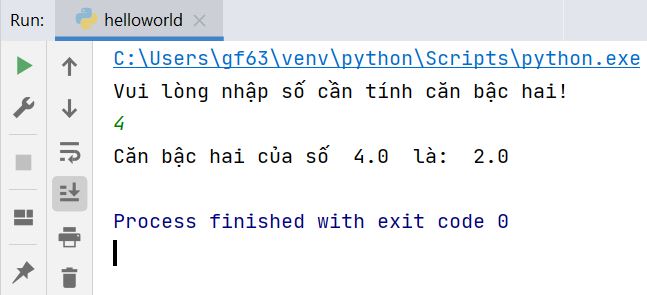 Run: helloworld
C:\Users\gf63\venv\python\Scripts\python.exe
Vui lòng nhập số cần tính căn bậc hai!
4
Căn bậc hai của số  4.0  là:  2.0
Process finished with exit code 0